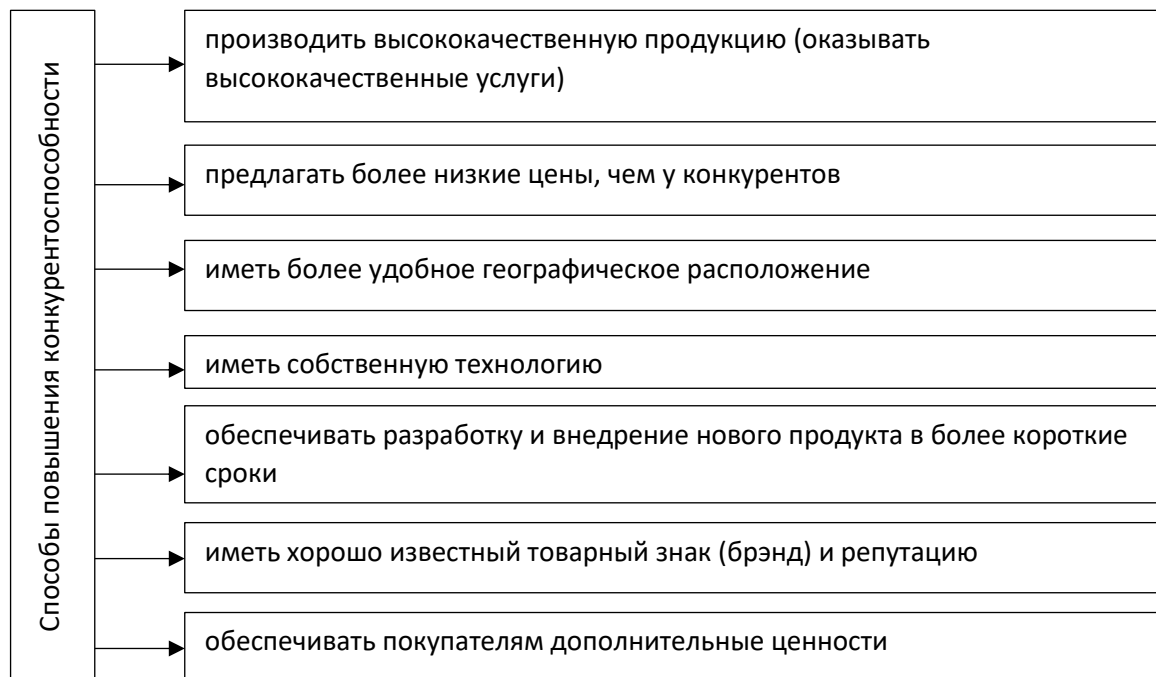 Способы повышения конкурентоспособности
производить высококачественную продукцию (оказывать
высококачественные услуги)
предлагать более низкие цены, чем у конкурентов
иметь более удобное географическое расположение
иметь собственную технологию
обеспечивать разработку и внедрение нового продукта в более короткие
сроки
иметь хорошо известный товарный знак (брэнд) и репутацию
обеспечивать покупателям дополнительные ценности